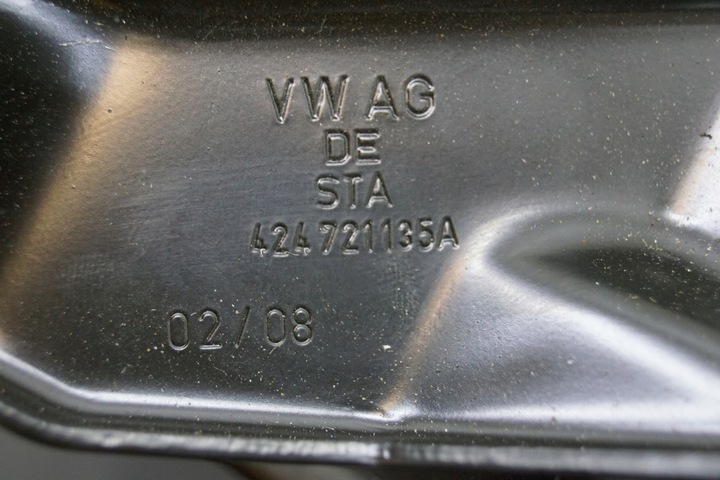 VW AG
DE
STA
424721135A
02/08